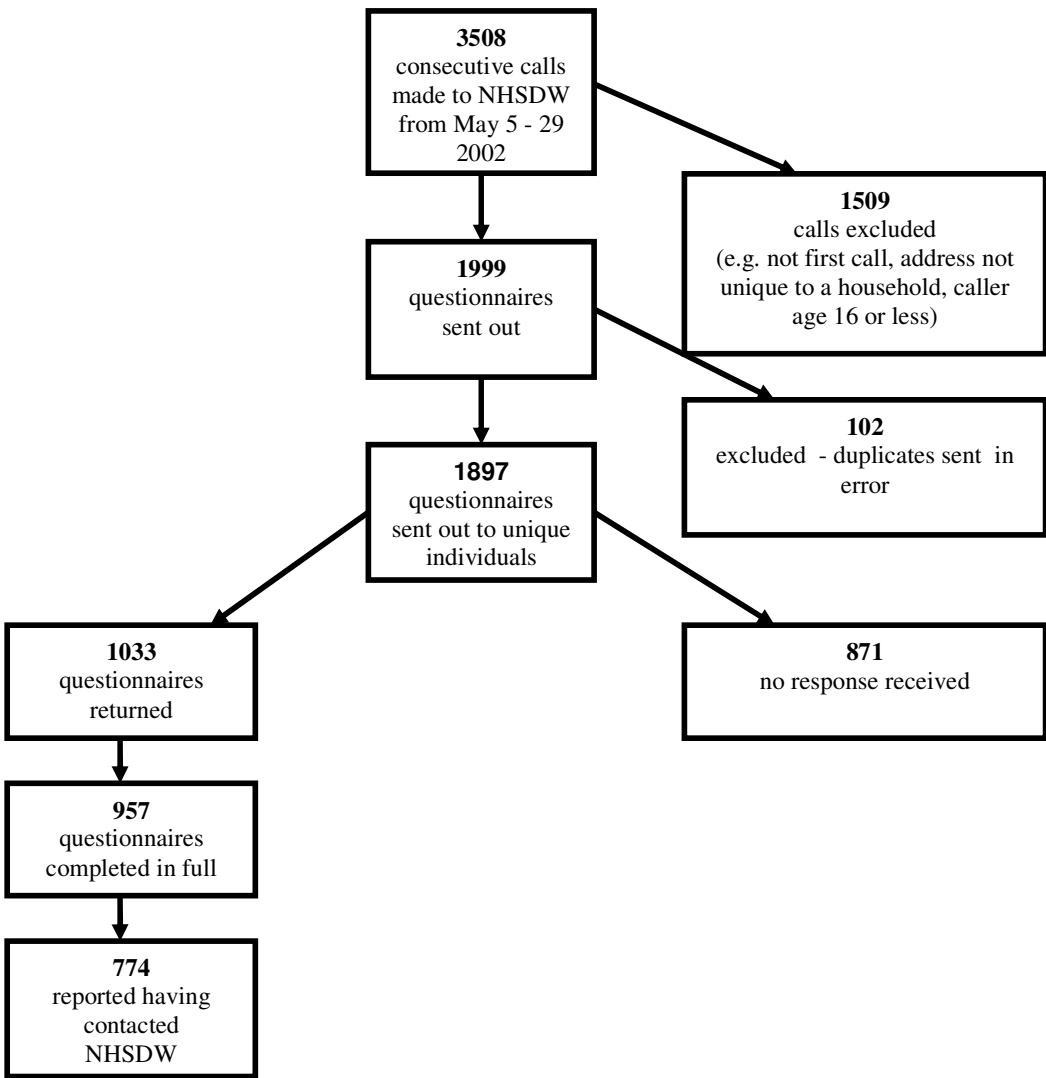 3508
consecutive calls
made to NHSDW
from May 5 - 29
2002
1509
calls excluded
(e.g. not first call, address not
unique to a household, caller
age 16 or less)
1999
questionnaires
sent out
102
excluded - duplicates sent in
error
1897
questionnaires
sent out to unique
individuals
1033
questionnaires
returned
871
no response received
957
questionnaires
completed in full
774
reported having
contacted
NHSDW